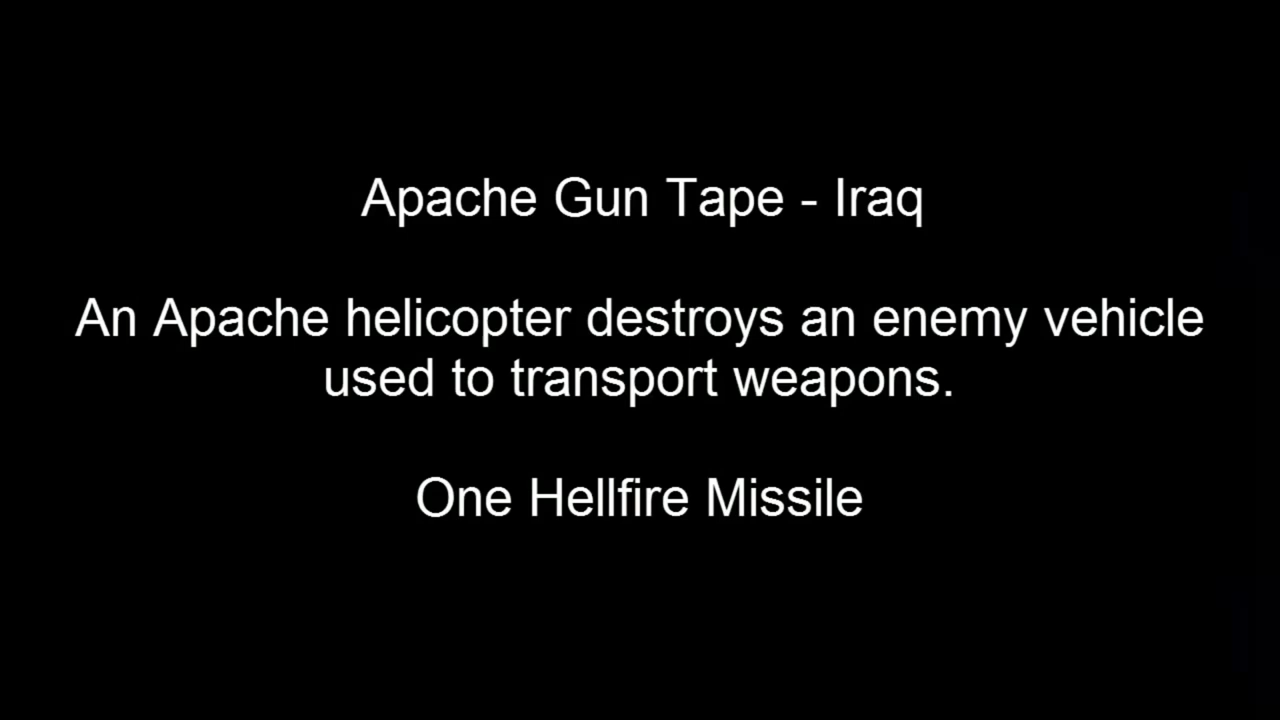 Apache Gun Tape - Iraq
An Apache helicopter destroys an enemy vehicle
used to transport weapons.
One Hellfire Missile